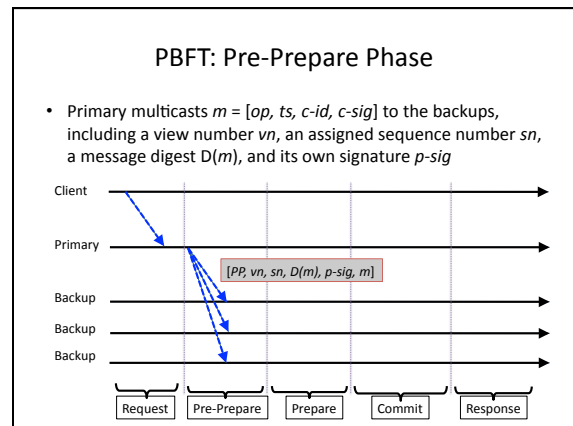 PBFT: Pre-Prepare Phase
• Primary multicasts m = [op, ts, c-id, c-sig] to the backups,
including a view number vn, an assigned sequence number sn,
a message digest D(m), and its own signature p-sig
Client
Primary
[PP, vn, sn, D(m), p-sig, m]
Backup
Backup
Backup
Request Pre-Prepare Prepare Commit Response